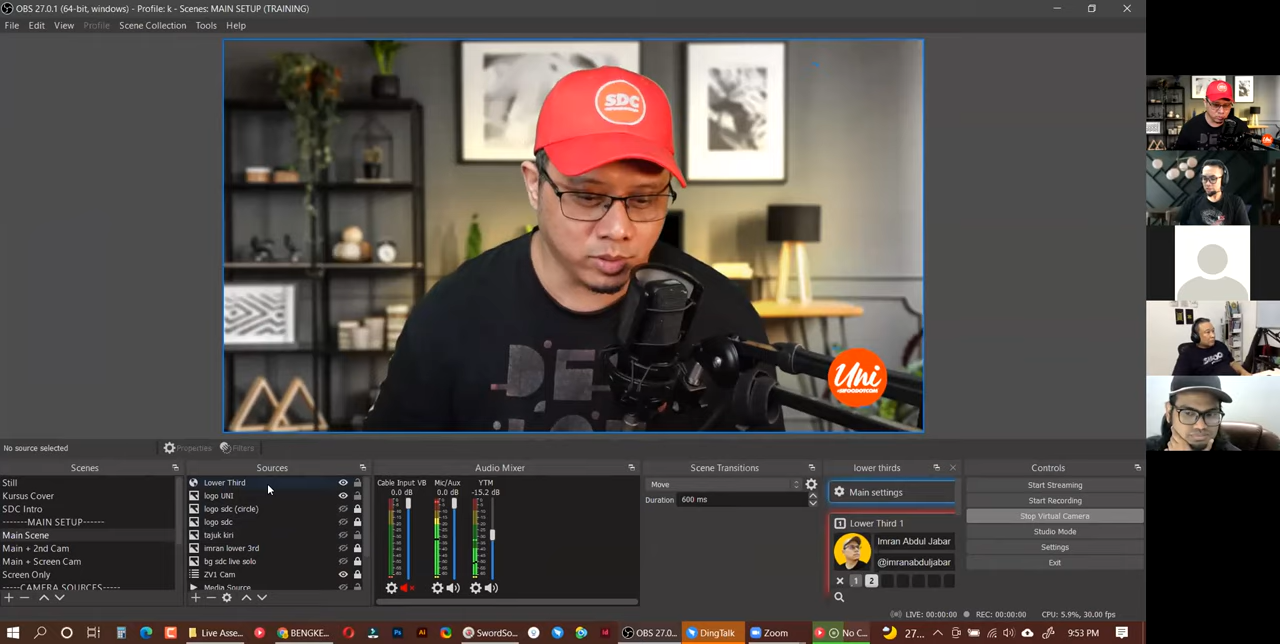 OBS 27.0.1 (64-bit, windows) - Profile: k - Scenes: MAIN SETUP (TRAINING)
File Edit View Profile Scene Collection Tools Help
SDC
Uni
No source selected Properties Filters
Scenes Sources Audio Mixer Scene Transitions lower thirds Controls
Still
Kursus Cover
SDC Intro
-------MAIN SETUP-----
Main Scene
Main + 2nd Cam
Main + Screen Cam
Screen Only
-----CAMERA SOURCES-----
Lower Third
logo UNI
logo sdc (circle)
logo sdc
tajuk kiri
imran lower 3rd
bg sdc live solo
ZV1 Cam
Media Source
Cable Input VB Mic/Aux YTM
0.0 dB 0.0 dB -15.2 dB
Move
Duration 600 ms
Main settings
Lower Third 1
Imran Abdul Jabar
@imranabduljabar
1 2
Start Streaming
Start Recording
Stop Virtual Camera
Studio Mode
Settings
Exit
LIVE: 00:00:00 REC: 00:00:00 CPU: 5.9%, 30.00 fps
Live Asse... BENGKE... SwordSo... OBS 27.0... DingTalk Zoom No C... 27... 9:53 PM